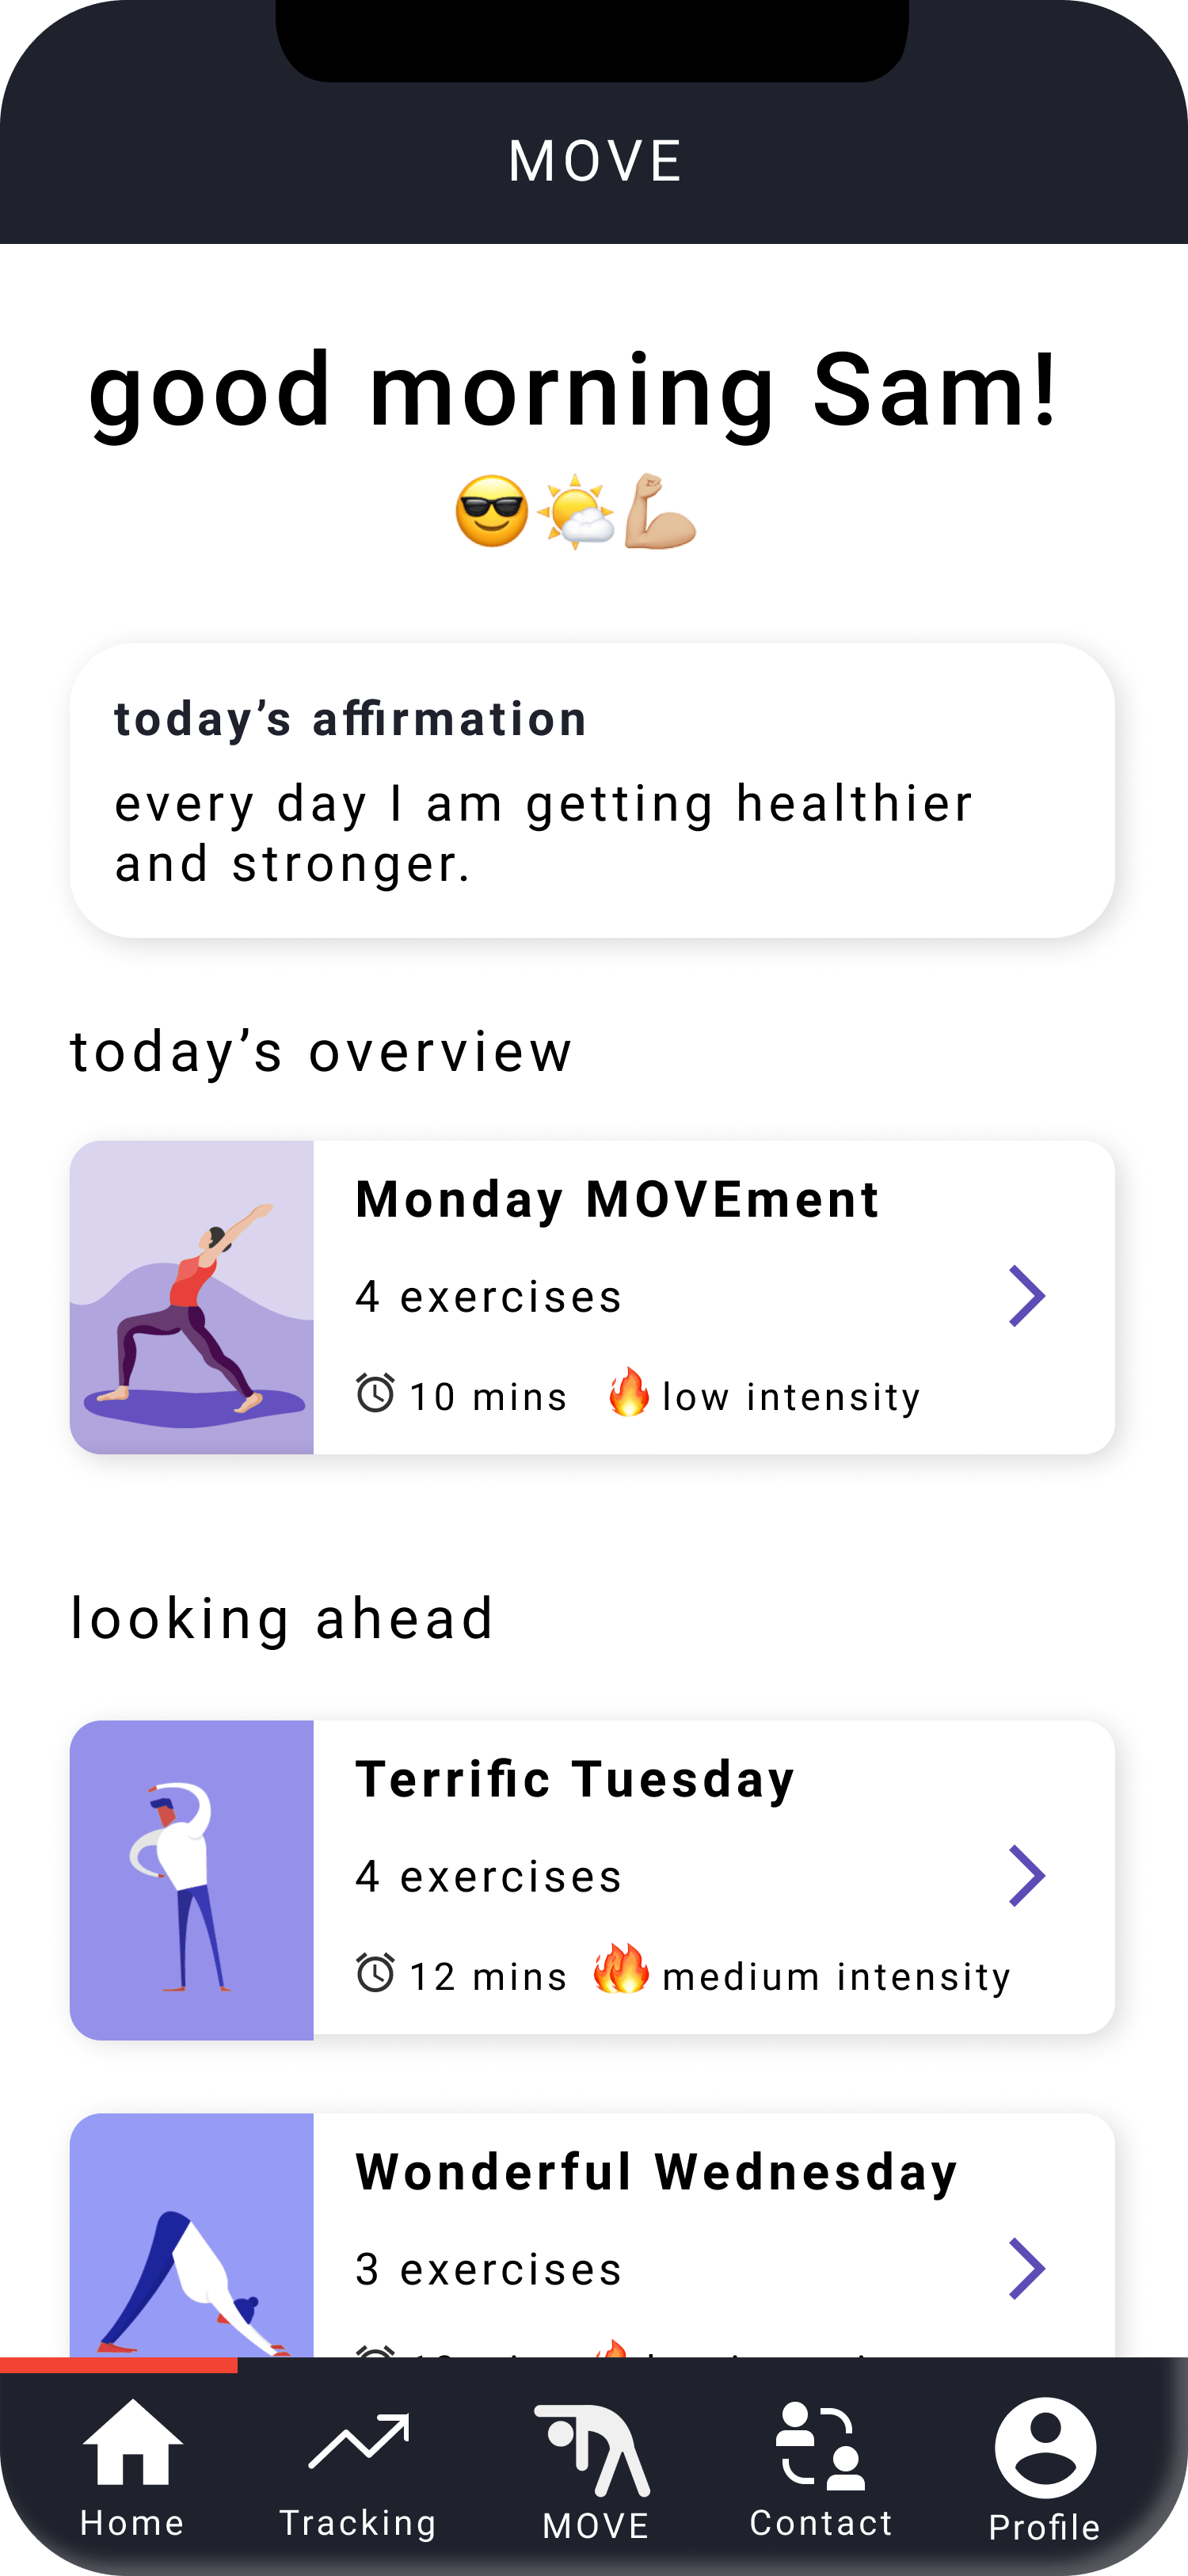 MOVE
good morning Sam!
😎🌤💪🏼
today’s affirmation
every day I am getting healthier
and stronger.
today’s overview
Monday MOVEment
4 exercises
10 mins 🔥 low intensity
looking ahead
Terrific Tuesday
4 exercises
12 mins 🔥🔥 medium intensity
Wonderful Wednesday
3 exercises
Home Tracking MOVE Contact Profile